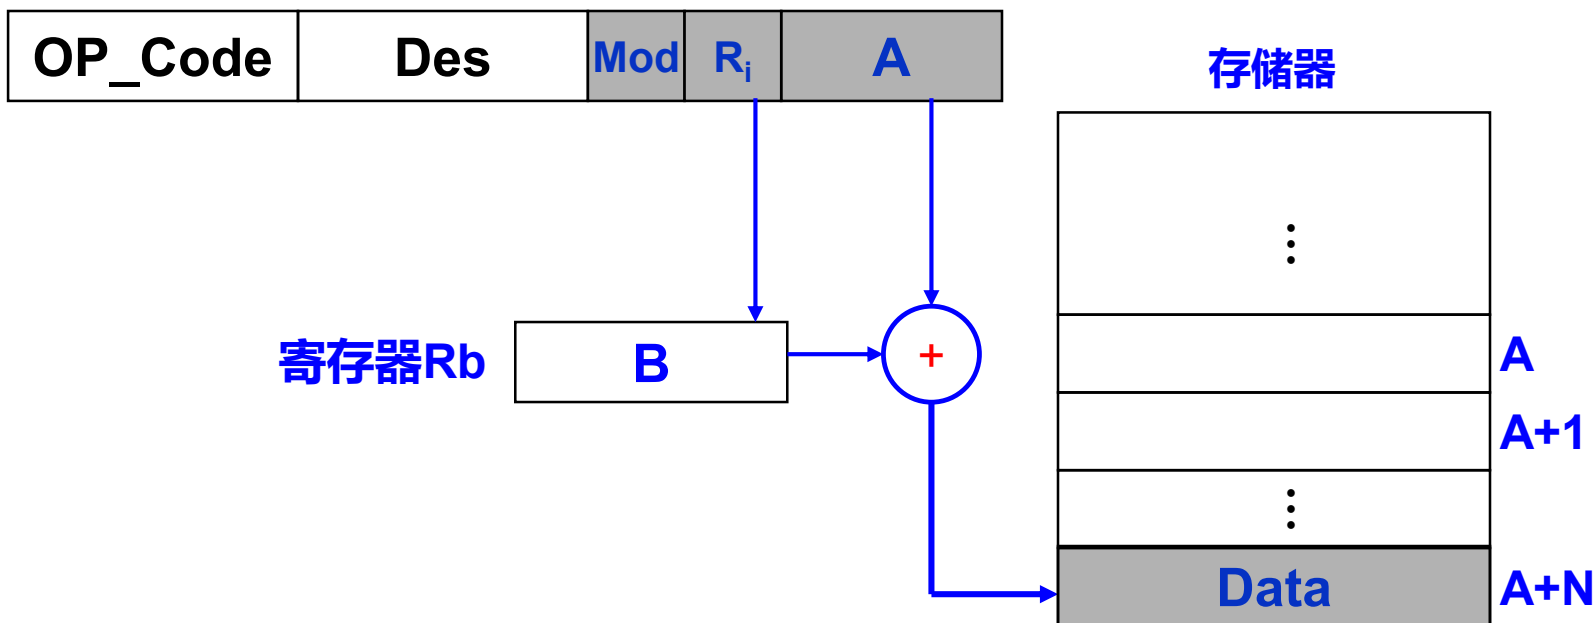 OP_Code Des Mod Ri A
存储器
⋮
A
寄存器Rb B +
A+1
⋮
Data A+N